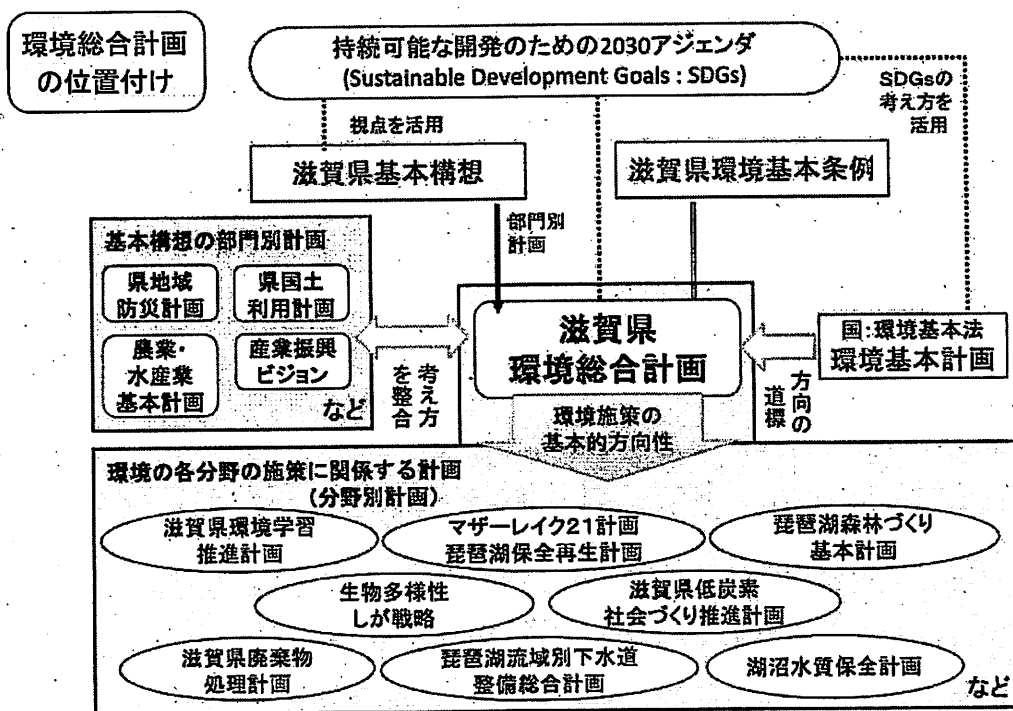 環境総合計画
の位置付け
持続可能な開発のための2030アジェンダ
(Sustainable Development Goals : SDGs)
SDGsの
考え方を
活用
視点を活用
滋賀県基本構想
滋賀県環境基本条例
部門別
計画
基本構想の部門別計画
県地域
防災計画
県国土
利用計画
農業・
水産業
基本計画
産業振興
ビジョン
など
考え方
を整合
滋賀県
環境総合計画
国:環境基本法
環境基本計画
方向の
道標
環境施策の
基本的方向性
環境の各分野の施策に関係する計画
(分野別計画)
滋賀県環境学習
推進計画
マザーレイク21計画
琵琶湖保全再生計画
琵琶湖森林づくり
基本計画
生物多様性
しが戦略
滋賀県低炭素
社会づくり推進計画
滋賀県廃棄物
処理計画
琵琶湖流域別下水道
整備総合計画
湖沼水質保全計画
など